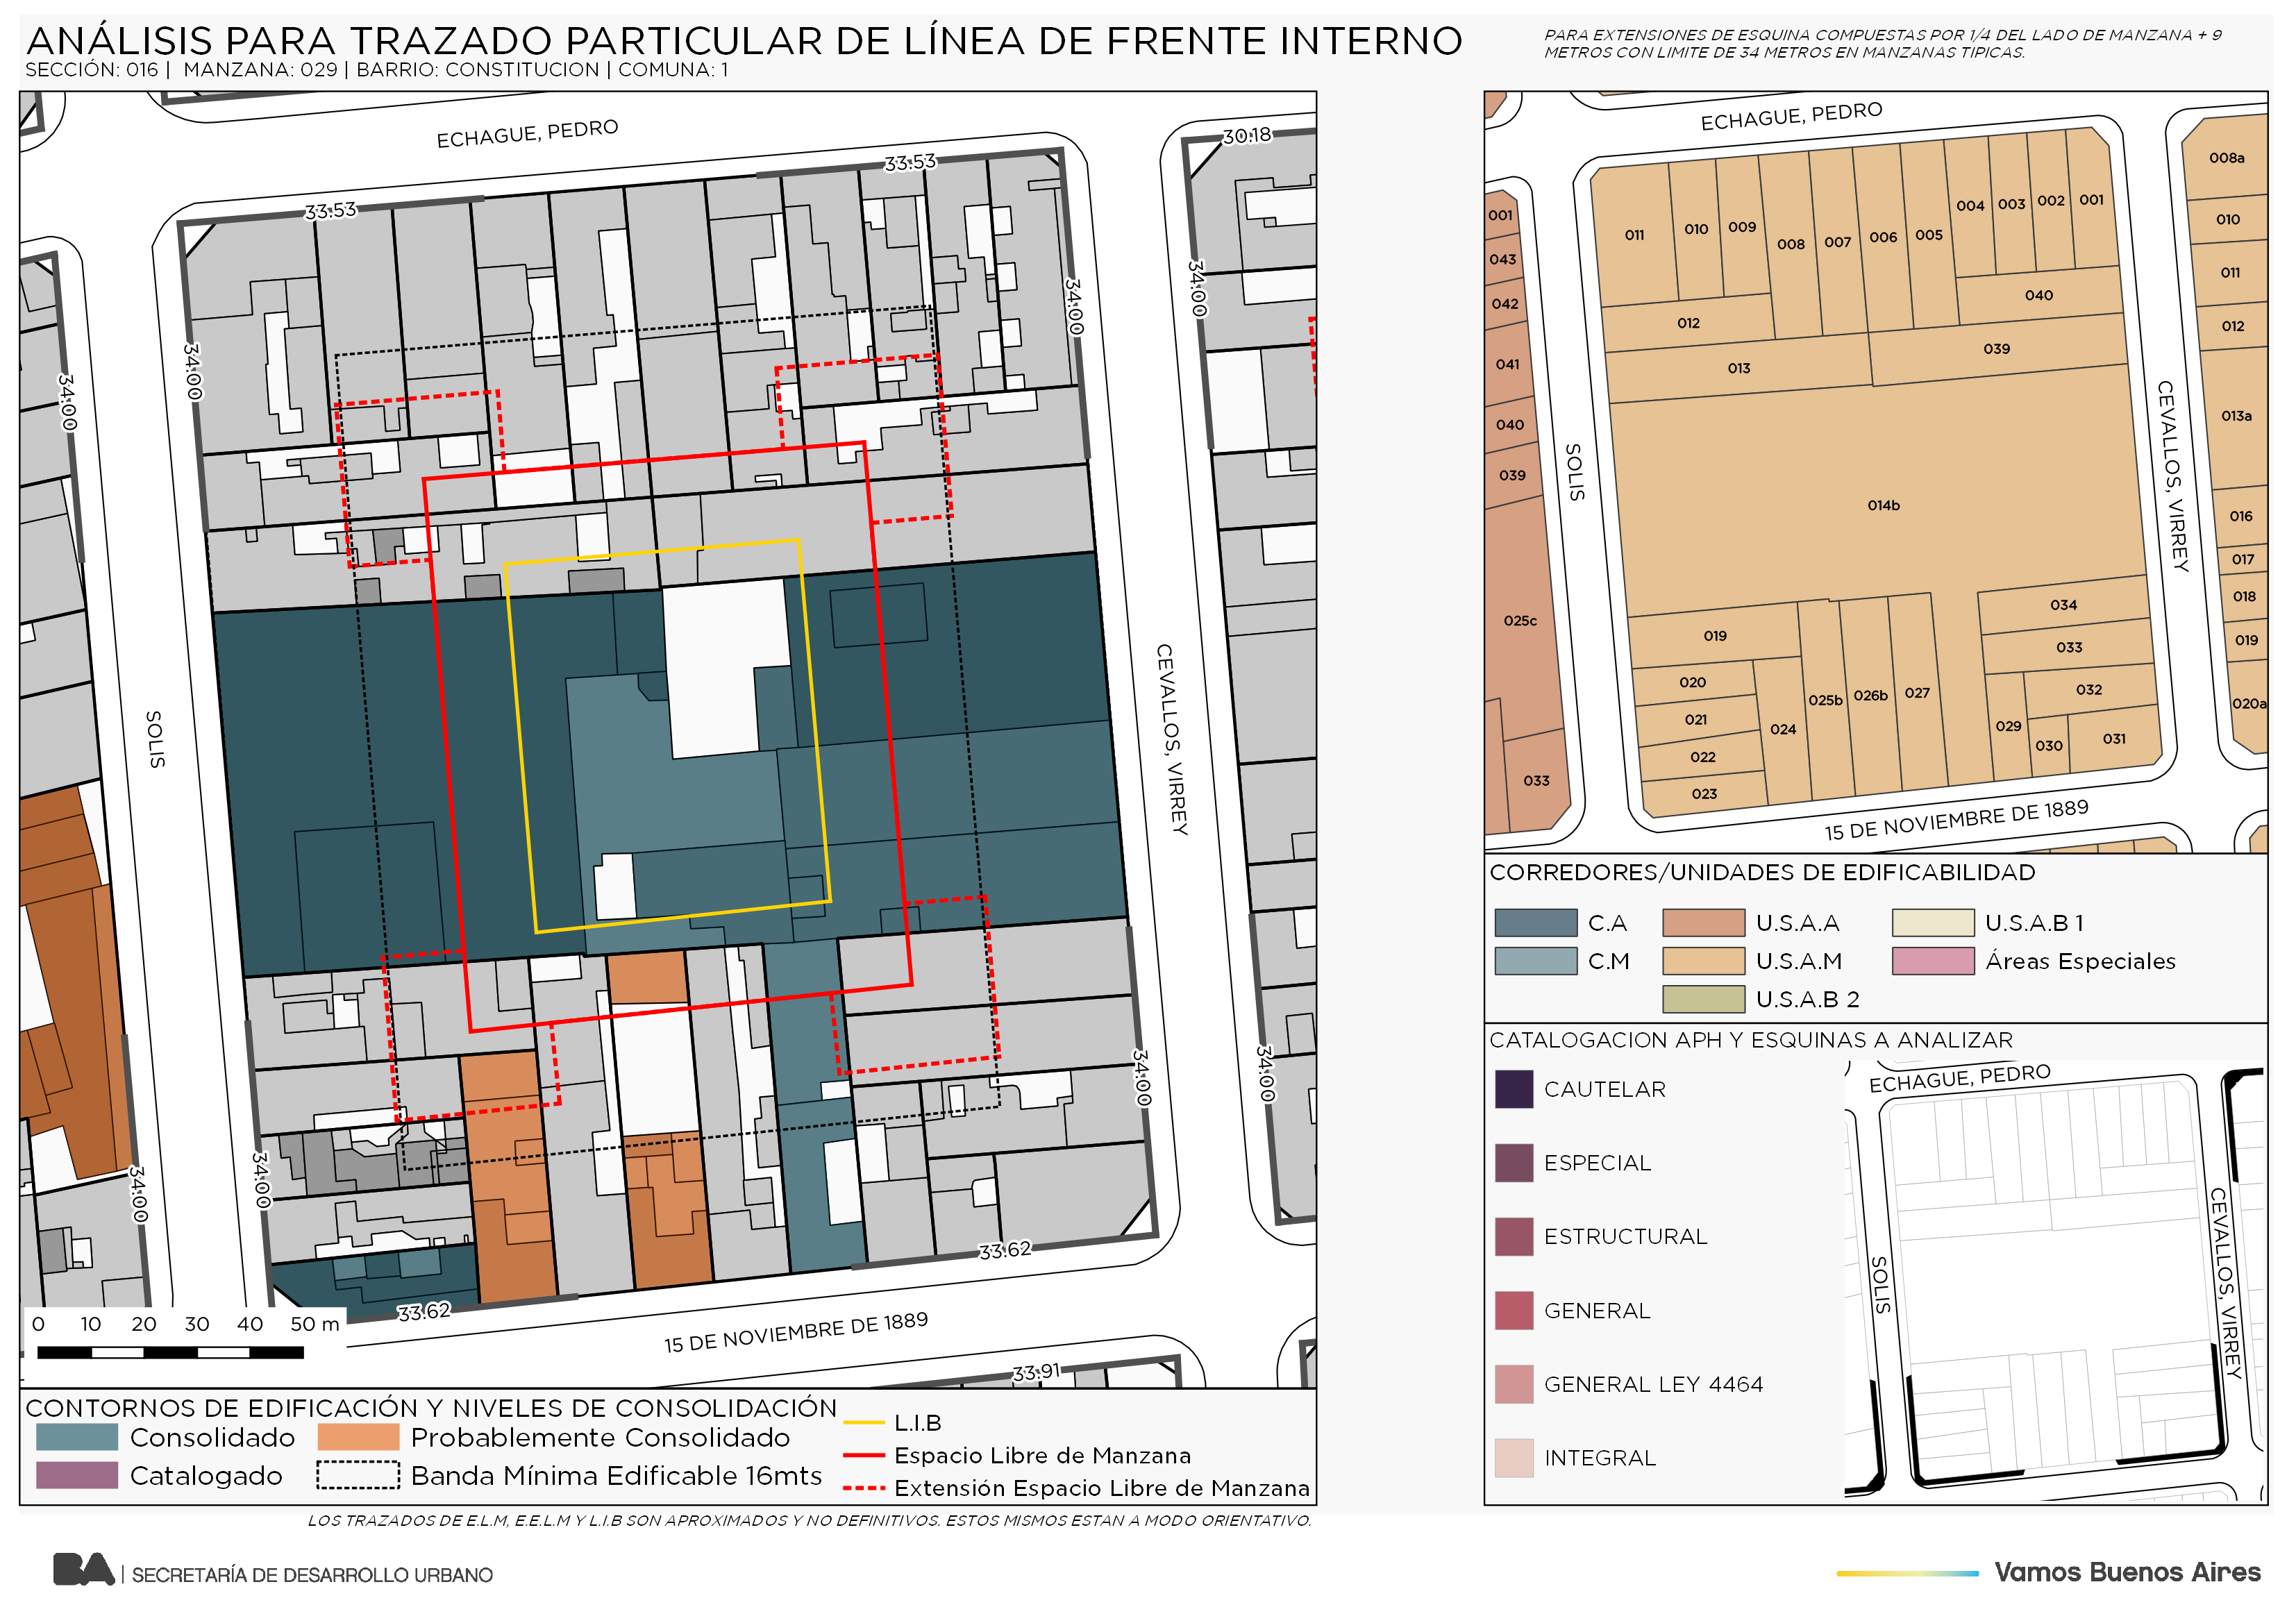 ANÁLISIS PARA TRAZADO PARTICULAR DE LÍNEA DE FRENTE INTERNO
SECCIÓN: 016 | MANZANA: 029 | BARRIO: CONSTITUCION | COMUNA: 1
PARA EXTENSIONES DE ESQUINA COMPUESTAS POR 1/4 DEL LADO DE MANZANA + 9
METROS CON LIMITE DE 34 METROS EN MANZANAS TIPICAS.
ECHAGUE, PEDRO
30.18
33.53
33.53
34.00
34.00
34.00
34.00
SOLIS
CEVALLOS, VIRREY
34.00
34.00
34.00
34.00
33.62
33.62
15 DE NOVIEMBRE DE 1889
33.91
0 10 20 30 40 50 m
CONTORNOS DE EDIFICACIÓN Y NIVELES DE CONSOLIDACIÓN
Consolidado
Probablemente Consolidado
Catalogado
Banda Mínima Edificable 16mts
L.I.B
Espacio Libre de Manzana
Extensión Espacio Libre de Manzana
LOS TRAZADOS DE E.L.M, E.E.L.M Y L.I.B SON APROXIMADOS Y NO DEFINITIVOS. ESTOS MISMOS ESTAN A MODO ORIENTATIVO.
ECHAGUE, PEDRO
001
043
042
041
040
039
025c
033
SOLIS
011
010
009
008
007
006
005
004
003
002
001
040
012
039
013
014b
034
019
033
020
032
021
025b
026b
027
024
029
031
030
022
023
CEVALLOS, VIRREY
008a
010
011
012
013a
016
017
018
019
020a
15 DE NOVIEMBRE DE 1889
CORREDORES/UNIDADES DE EDIFICABILIDAD
C.A
U.S.A.A
U.S.A.B 1
C.M
U.S.A.M
Áreas Especiales
U.S.A.B 2
CATALOGACION APH Y ESQUINAS A ANALIZAR
CAUTELAR
ESPECIAL
ESTRUCTURAL
GENERAL
GENERAL LEY 4464
INTEGRAL
ECHAGUE, PEDRO
SOLIS
CEVALLOS, VIRREY
BA | SECRETARÍA DE DESARROLLO URBANO
Vamos Buenos Aires